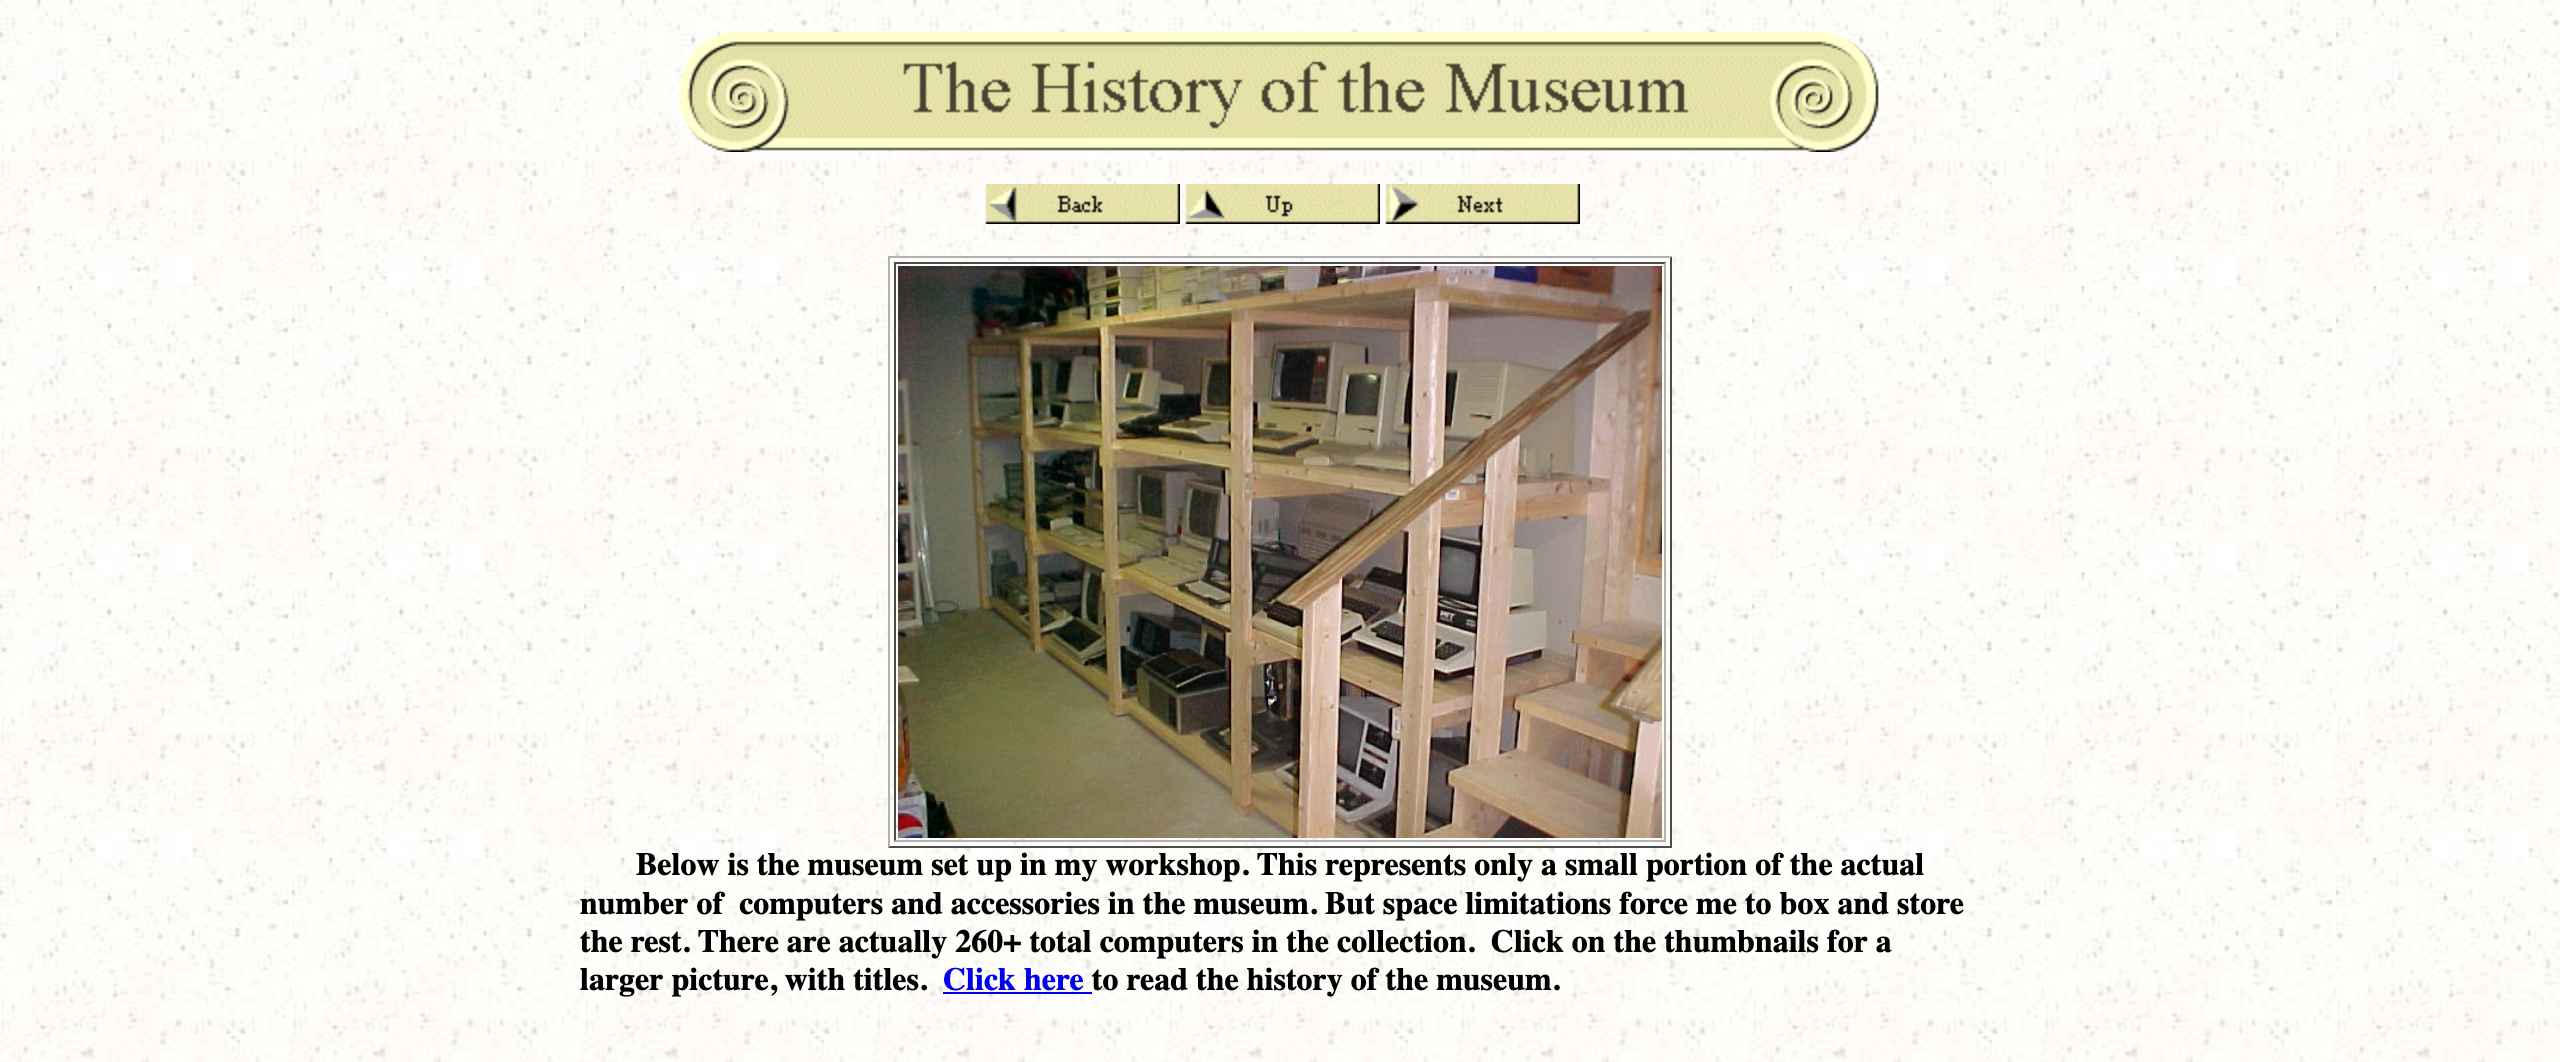 The History of the Museum
Back Up Next
Below is the museum set up in my workshop. This represents only a small portion of the actual
number of  computers and accessories in the museum. But space limitations force me to box and store
the rest. There are actually 260+ total computers in the collection.  Click on the thumbnails for a
larger picture, with titles.  Click here to read the history of the museum.